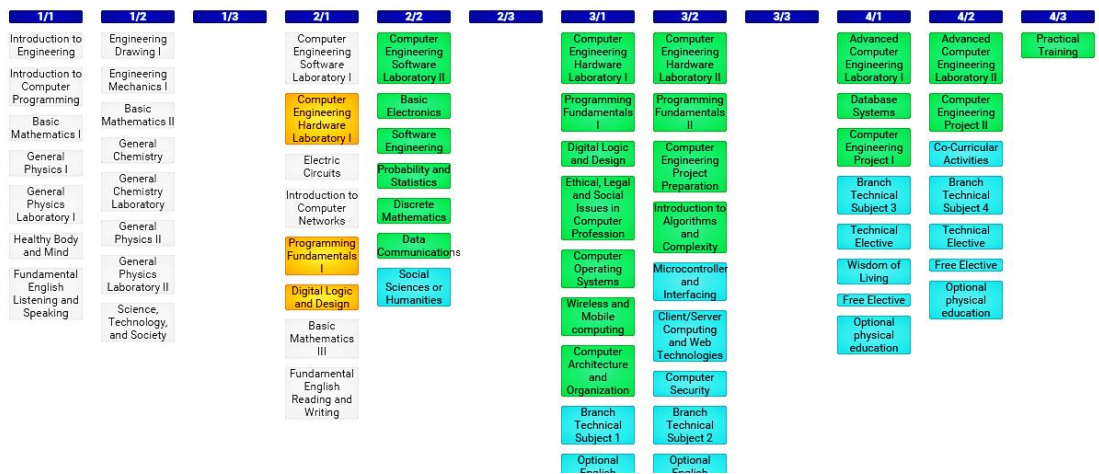 1/1
1/2
1/3
2/1
2/2
2/3
3/1
3/2
3/3
4/1
4/2
4/3
Introduction to
Engineering
Introduction to
Computer
Programming
Basic
Mathematics I
General
Physics I
General
Physics
Laboratory I
Healthy Body
and Mind
Fundamental
English
Listening and
Speaking
Engineering
Drawing I
Engineering
Mechanics I
Basic
Mathematics II
General
Chemistry
General
Chemistry
Laboratory
General
Physics II
General
Physics
Laboratory II
Science,
Technology,
and Society
Computer
Engineering
Software
Laboratory I
Computer
Engineering
Hardware
Laboratory I
Electric
Circuits
Introduction to
Computer
Networks
Programming
Fundamentals
I
Digital Logic
and Design
Basic
Mathematics
III
Fundamental
English
Reading and
Writing
Computer
Engineering
Software
Laboratory II
Basic
Electronics
Software
Engineering
Probability and
Statistics
Discrete
Mathematics
Data
Communications
Social
Sciences or
Humanities
Computer
Engineering
Hardware
Laboratory I
Programming
Fundamentals
I
Digital Logic
and Design
Ethical, Legal
and Social
Issues in
Computer
Profession
Computer
Operating
Systems
Wireless and
Mobile
computing
Computer
Architecture
and
Organization
Branch
Technical
Subject 1
Optional
English
Computer
Engineering
Hardware
Laboratory II
Programming
Fundamentals
II
Computer
Engineering
Project
Preparation
Introduction to
Algorithms
and
Complexity
Microcontroller
and
Interfacing
Client/Server
Computing
and Web
Technologies
Computer
Security
Branch
Technical
Subject 2
Optional
English
Advanced
Computer
Engineering
Laboratory I
Database
Systems
Computer
Engineering
Project I
Branch
Technical
Subject 3
Technical
Elective
Wisdom of
Living
Free Elective
Optional
physical
education
Advanced
Computer
Engineering
Laboratory II
Computer
Engineering
Project II
Co-Curricular
Activities
Branch
Technical
Subject 4
Technical
Elective
Free Elective
Optional
physical
education
Practical
Training